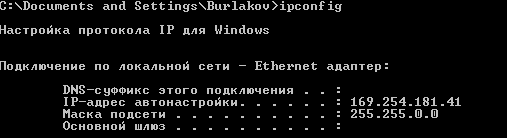 C:\Documents and Settings\Burlakov>ipconfig
Настройка протокола IP для Windows
Подключение по локальной сети - Ethernet адаптер:
DNS-суффикс этого подключения . . :
IP-адрес автонастройки. . . . . . : 169.254.181.41
Маска подсети . . . . . . . . . . : 255.255.0.0
Основной шлюз . . . . . . . . . . :